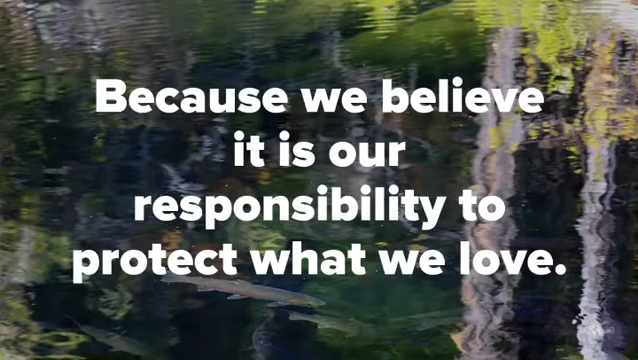 Because we believe
it is our
responsibility to
protect what we love.